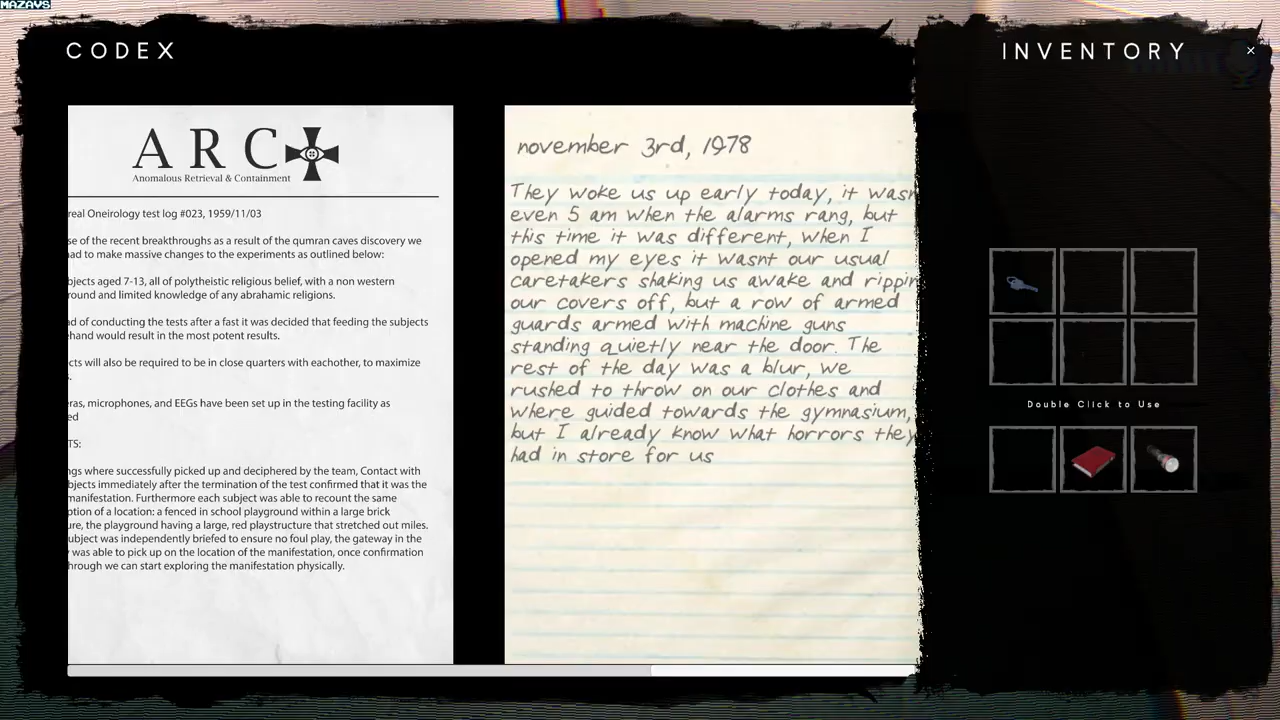 MAZAVS
CODEX
INVENTORY
ARC
Anomalous Retrieval & Containment
real Oneirology test log #023, 1959/11/03
se of the recent breakthroughs as a result of the qumran caves discovery we
had to make massive changes to the experiments as outlined below:
bjects aged 7-13, all of polytheistic religious belief, with a non western
round and limited knowledge of any abrahamic religions.
ad of conducting the tests after a fast it was decided that feeding the subjects
ehand would result in the most potent results.
cts will also be required to be in close quarters with eachother, to maximize
eras, microphones, and EEGs have been set up in the testing facility as
ed
TS:
ngs where successfully picked up and deciphered by the team, Contact with
bjects immediately after the termination of the test confirmed that it was the
manifestation. Furthermore each subject was able to recount the same
ption of a location: a fenced in school playground within a large brick
ure, the playground having a large, red playstructure that stretched out miles.
ubject was independently briefed to ensure no foul play, the gateway in the
was able to pick up on the location of the manifestation, once confirmation
through we can start exploring the manifestation physically.
november 3rd, 1978
They woke us up early today, it wasn
even 5 am when the alarms rang, but
this time it was different, when I
opened my eyes it wasnt our usual
caretakers shaking us awake and rippin
our covers off, but a row of armed
guards armed with machine guns
standing quietly near the door. The
rest of the day was a blur, we
rushed to throw on our clothes and
where guided towards the gymnasium,
but I already know what horrors they
had in store for us
Double Click to Use